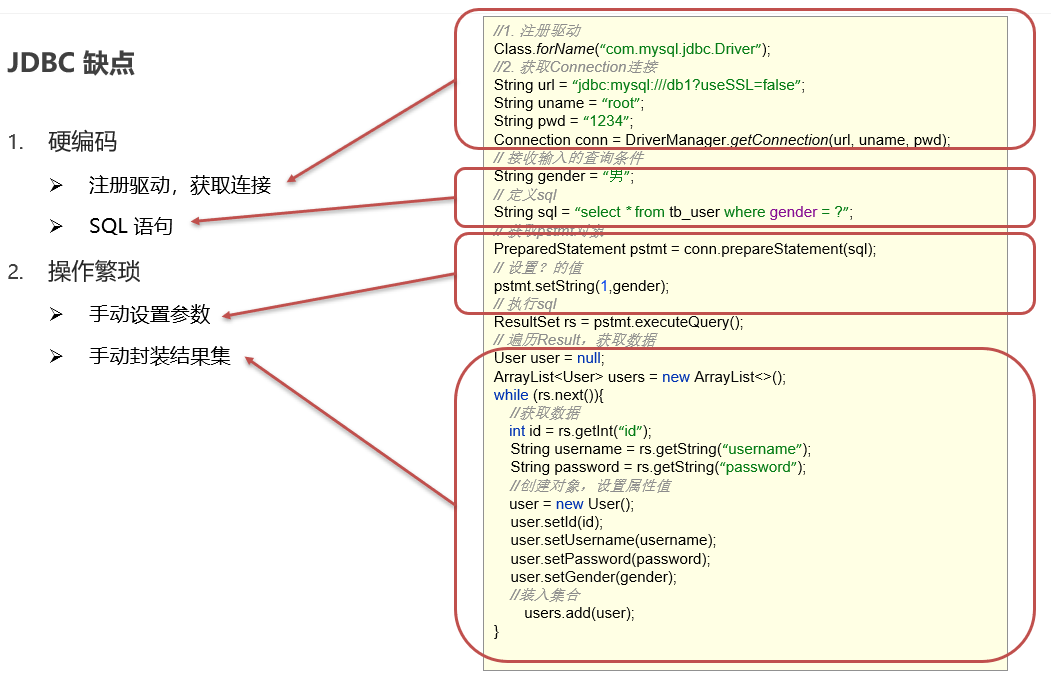 JDBC 缺点
1. 硬编码
注册驱动，获取连接
SQL 语句
2. 操作繁琐
手动设置参数
手动封装结果集
//1. 注册驱动
Class.forName(“com.mysql.jdbc.Driver”);
//2. 获取Connection连接
String url = “jdbc:mysql:///db1?useSSL=false”;
String uname = “root”;
String pwd = “1234”;
Connection conn = DriverManager.getConnection(url, uname, pwd);
// 接收输入的查询条件
String gender = “男”;
// 定义sql
String sql = “select * from tb_user where gender = ?”;
// 获取pstmt对象
PreparedStatement pstmt = conn.prepareStatement(sql);
// 设置？的值
pstmt.setString(1,gender);
// 执行sql
ResultSet rs = pstmt.executeQuery();
// 遍历Result，获取数据
User user = null;
ArrayList<User> users = new ArrayList<>();
while (rs.next()){
//获取数据
int id = rs.getInt(“id”);
String username = rs.getString(“username”);
String password = rs.getString(“password”);
//创建对象，设置属性值
user = new User();
user.setId(id);
user.setUsername(username);
user.setPassword(password);
user.setGender(gender);
//装入集合
users.add(user);
}